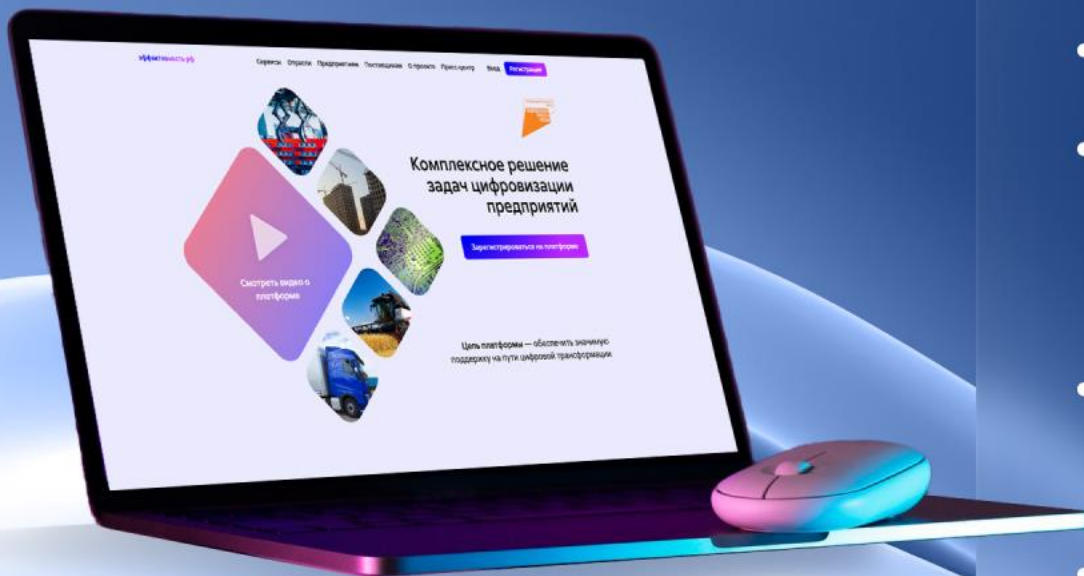 эффективность.рф
Сервисы Отрасли Предприятиям Поставщикам О проекте Пресс-центр Вход Регистрация
Комплексное решение
задач цифровизации
предприятий
Зарегистрироваться на платформе
Смотреть видео о
платформе
Цель платформы — обеспечить значимую
поддержку на пути цифровой трансформации